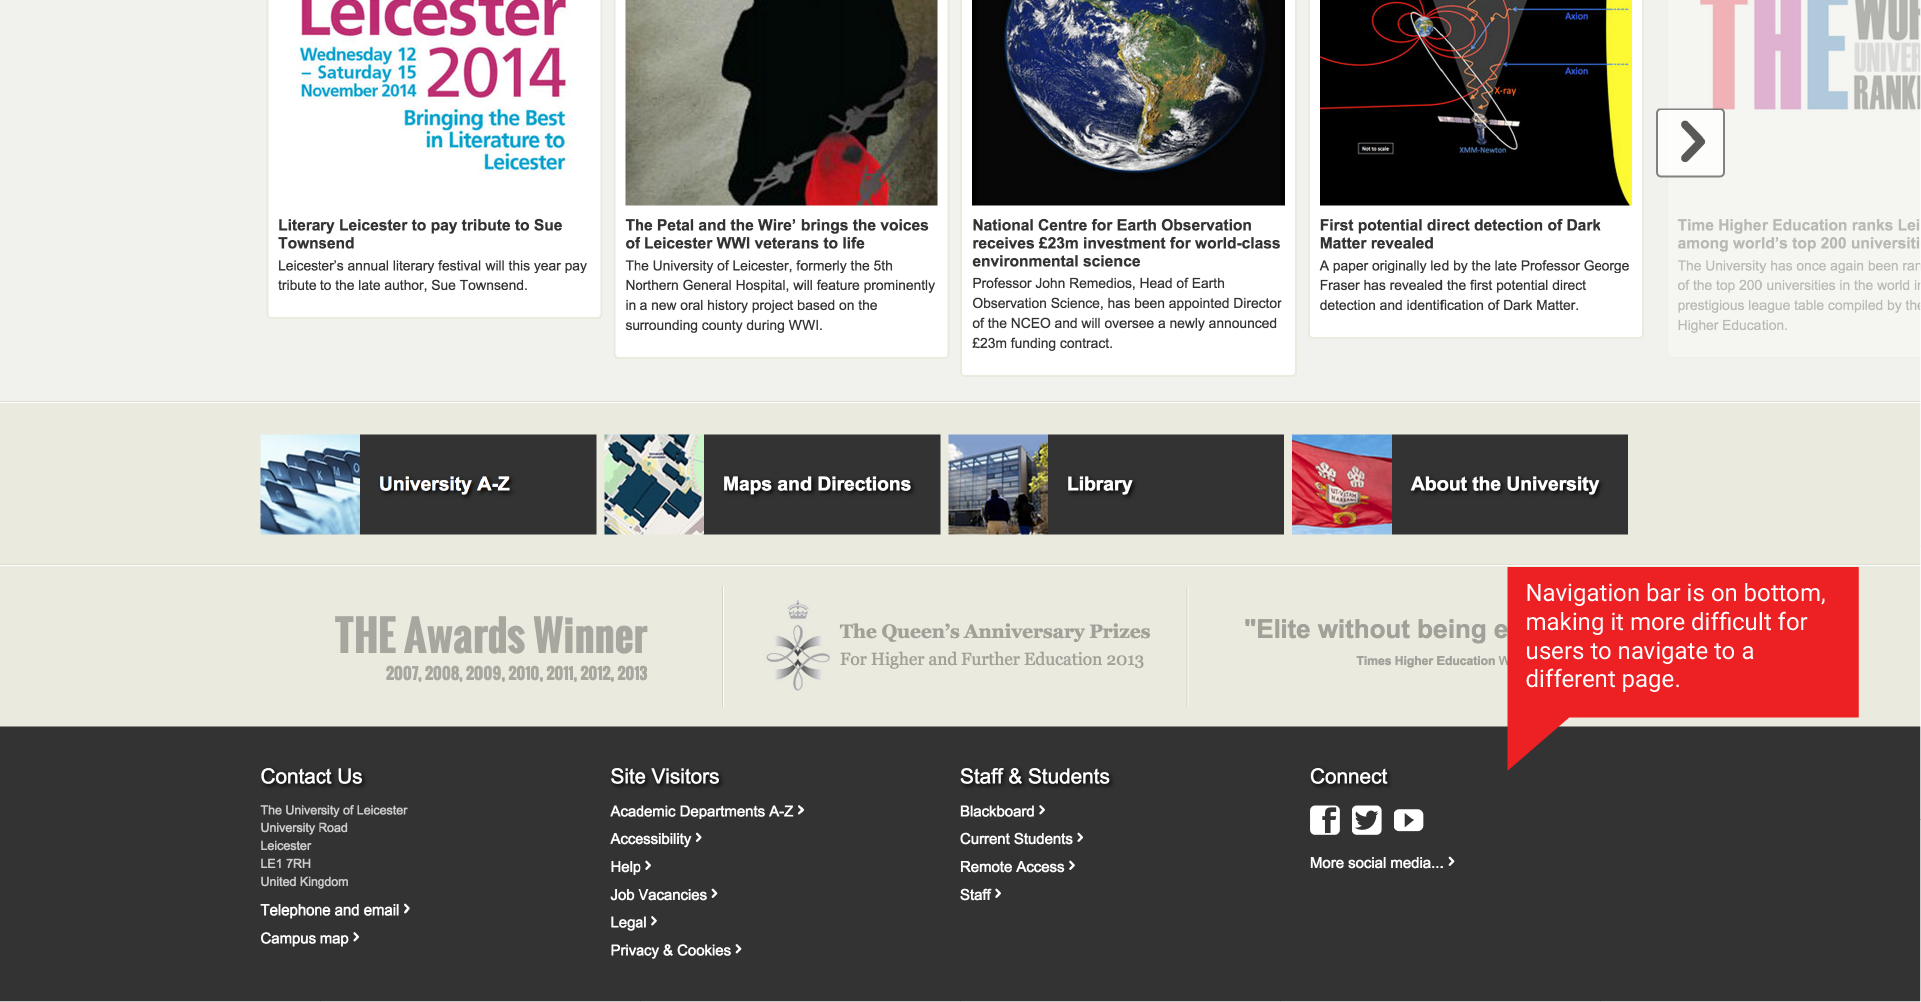 Leicester
Wednesday 12
– Saturday 15
November 2014
2014
Bringing the Best
in Literature to
Leicester
Literary Leicester to pay tribute to Sue
Townsend
Leicester's annual literary festival will this year pay
tribute to the late author, Sue Townsend.
The Petal and the Wire' brings the voices
of Leicester WWI veterans to life
The University of Leicester, formerly the 5th
Northern General Hospital, will feature prominently
in a new oral history project based on the
surrounding county during WWI.
National Centre for Earth Observation
receives £23m investment for world-class
environmental science
Professor John Remedios, Head of Earth
Observation Science, has been appointed Director
of the NCEO and will oversee a newly announced
£23m funding contract.
Axion
Axion
X-ray
XMM-Newton
Not to scale
First potential direct detection of Dark
Matter revealed
A paper originally led by the late Professor George
Fraser has revealed the first potential direct
detection and identification of Dark Matter.
THE
Time Higher Education ranks Lei
among world's top 200 universiti
The University has once again been ran
of the top 200 universities in the world i
prestigious league table compiled by the
Higher Education.
University A-Z
Maps and Directions
Library
About the University
THE Awards Winner
2007, 2008, 2009, 2010, 2011, 2012, 2013
The Queen's Anniversary Prizes
For Higher and Further Education 2013
"Elite without being e
Times Higher Education W
Navigation bar is on bottom,
making it more difficult for
users to navigate to a
different page.
Contact Us
The University of Leicester
University Road
Leicester
LE1 7RH
United Kingdom
Telephone and email
Campus map
Site Visitors
Academic Departments A-Z
Accessibility
Help
Job Vacancies
Legal
Privacy & Cookies
Staff & Students
Blackboard
Current Students
Remote Access
Staff
Connect
More social media...